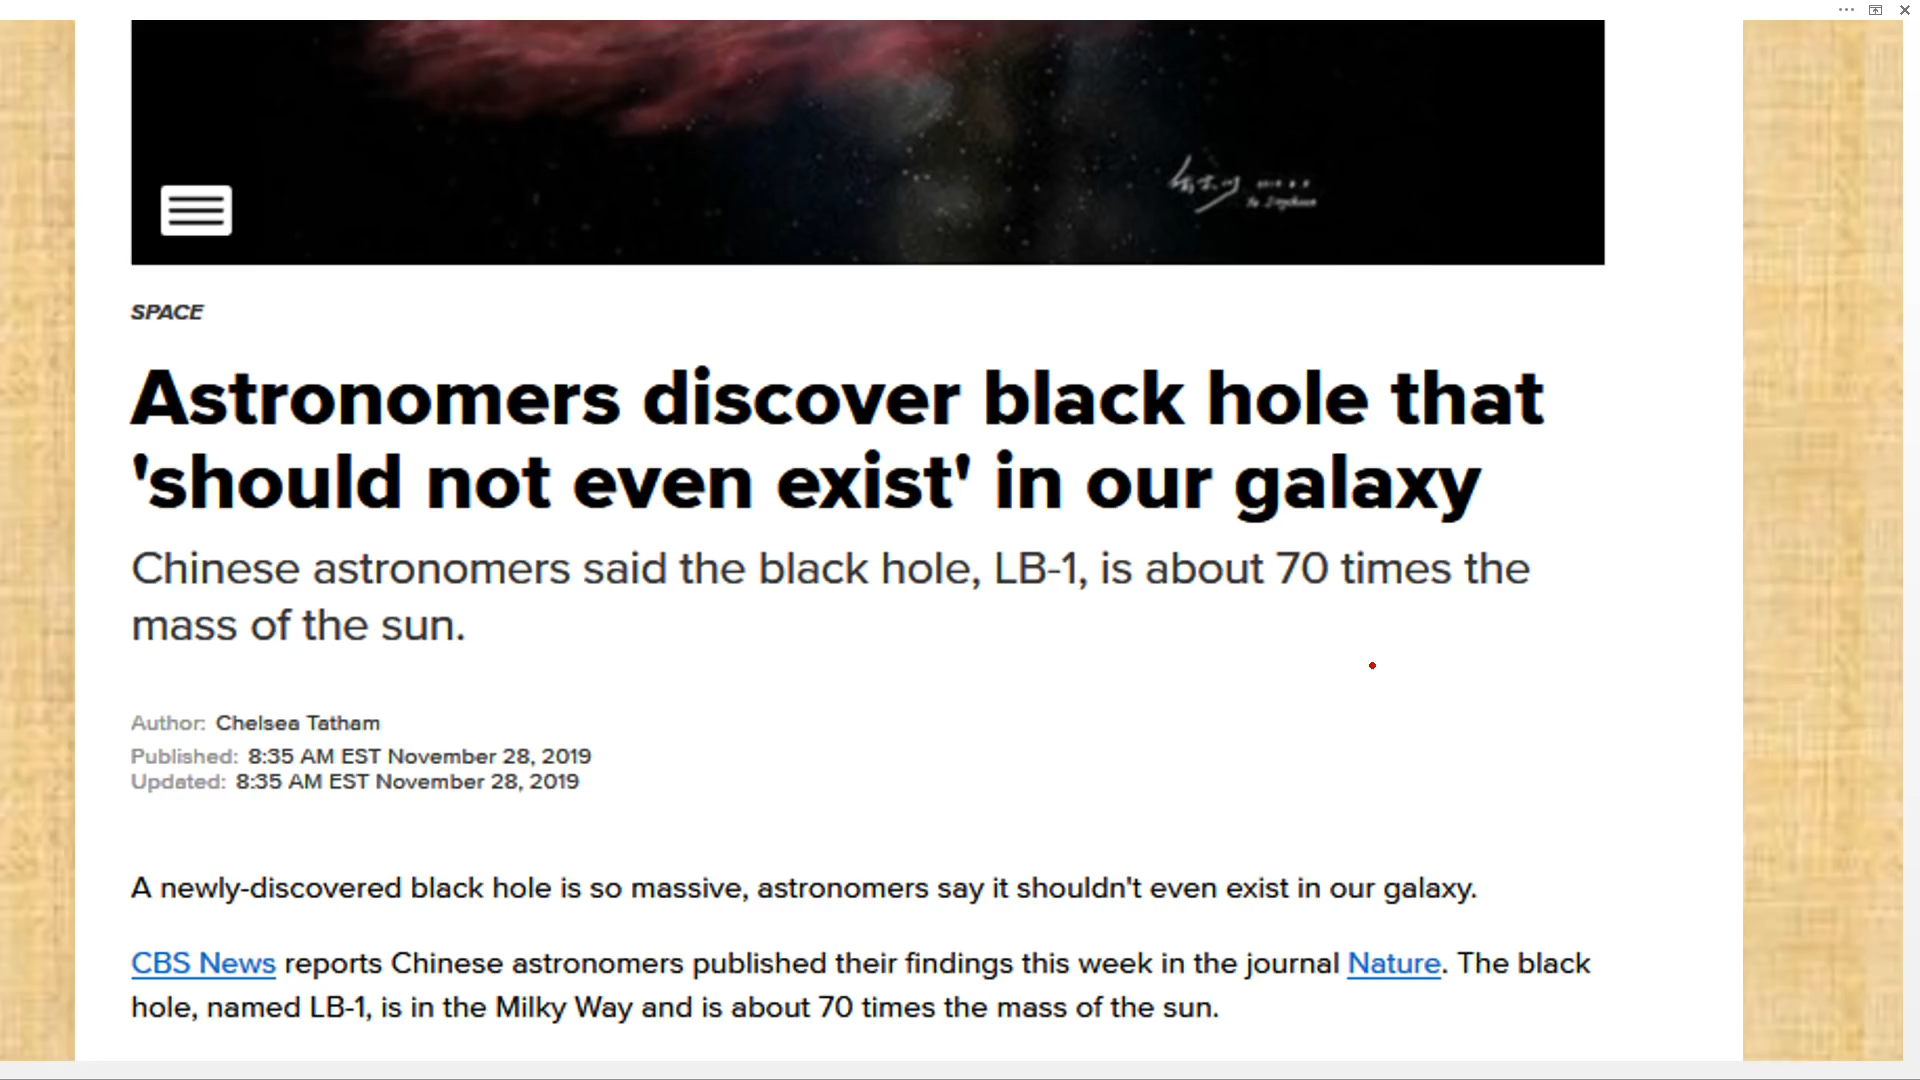 SPACE
Astronomers discover black hole that
'should not even exist' in our galaxy
Chinese astronomers said the black hole, LB-1, is about 70 times the
mass of the sun.
Author: Chelsea Tatham
Published: 8:35 AM EST November 28, 2019
Updated: 8:35 AM EST November 28, 2019
A newly-discovered black hole is so massive, astronomers say it shouldn't even exist in our galaxy.
CBS News reports Chinese astronomers published their findings this week in the journal Nature. The black
hole, named LB-1, is in the Milky Way and is about 70 times the mass of the sun.